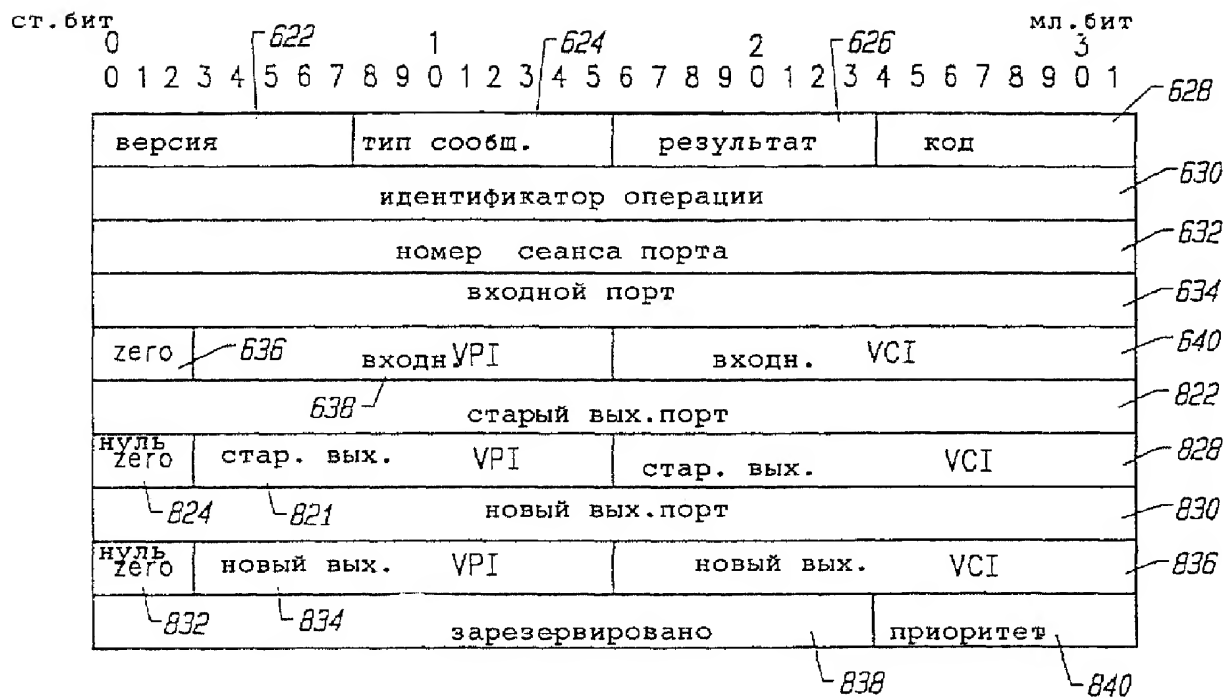 ст.бит мл.бит
0 622 1 624 2 626 3
0 1 2 3 4 5 6 7 8 9 0 1 2 3 4 5 6 7 8 9 0 1 2 3 4 5 6 7 8 9 0 1
628
версия тип сообщ. результат код
630
идентификатор операции
632
номер сеанса порта
входной порт 634
zero 636 входн. VPI входн. VCI 640
638 старый вых.порт 822
нуль
zero стар. вых. VPI стар. вых. VCI 828
824 821 новый вых.порт 830
нуль
zero новый вых. VPI новый вых. VCI 836
832 834 зарезервировано приоритет
838 840